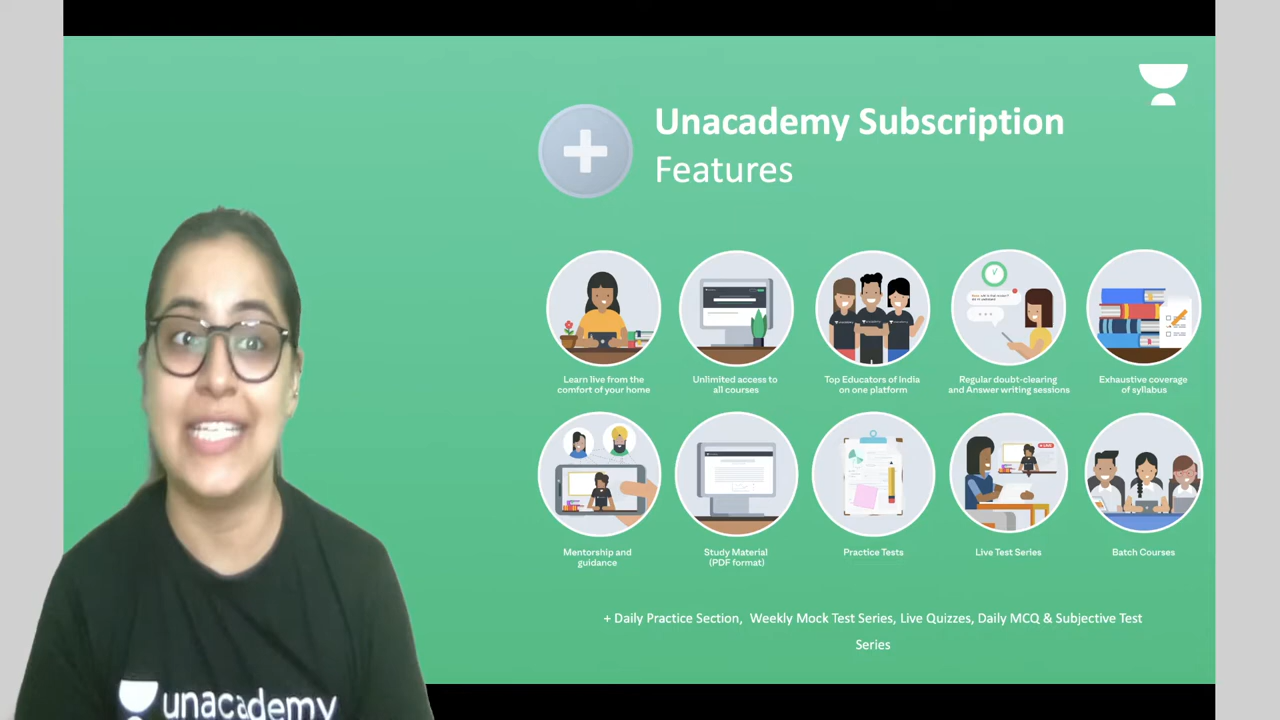 Unacademy Subscription
Features
Learn live from the
comfort of your home
Unlimited access to
all courses
Top Educators of India
on one platform
Regular doubt-clearing
and Answer writing sessions
Exhaustive coverage
of syllabus
Mentorship and
guidance
Study Material
(PDF format)
Practice Tests
Live Test Series
Batch Courses
+ Daily Practice Section, Weekly Mock Test Series, Live Quizzes, Daily MCQ & Subjective Test
Series
unacademy